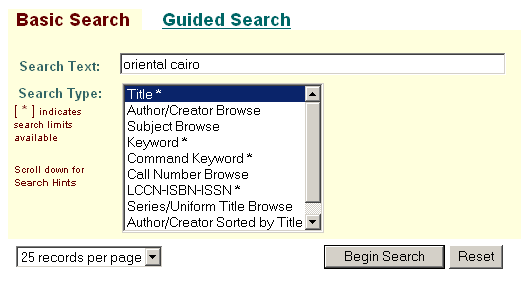 Basic Search Guided Search
Search Text: oriental cairo
Search Type:
[ * ] indicates
search limits
available
Scroll down for
Search Hints
Title *
Author/Creator Browse
Subject Browse
Keyword *
Command Keyword *
Call Number Browse
LCCN-ISBN-ISSN *
Series/Uniform Title Browse
Author/Creator Sorted by Title
25 records per page Begin Search Reset